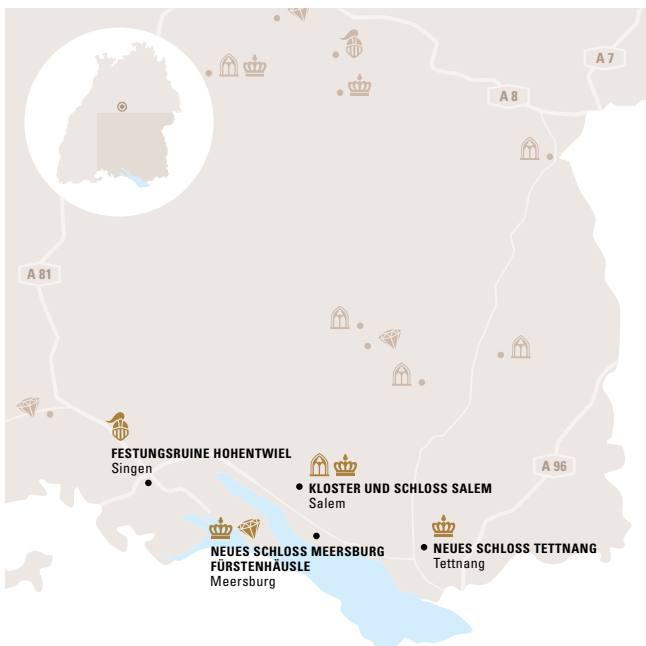 A 7
A 8
A 81
FESTUNGSRUINE HOHENTWIEL
Singen
A 96
KLOSTER UND SCHLOSS SALEM
Salem
NEUES SCHLOSS MEERSBURG
FÜRSTENHÄUSLE
Meersburg
NEUES SCHLOSS TETTNANG
Tettnang